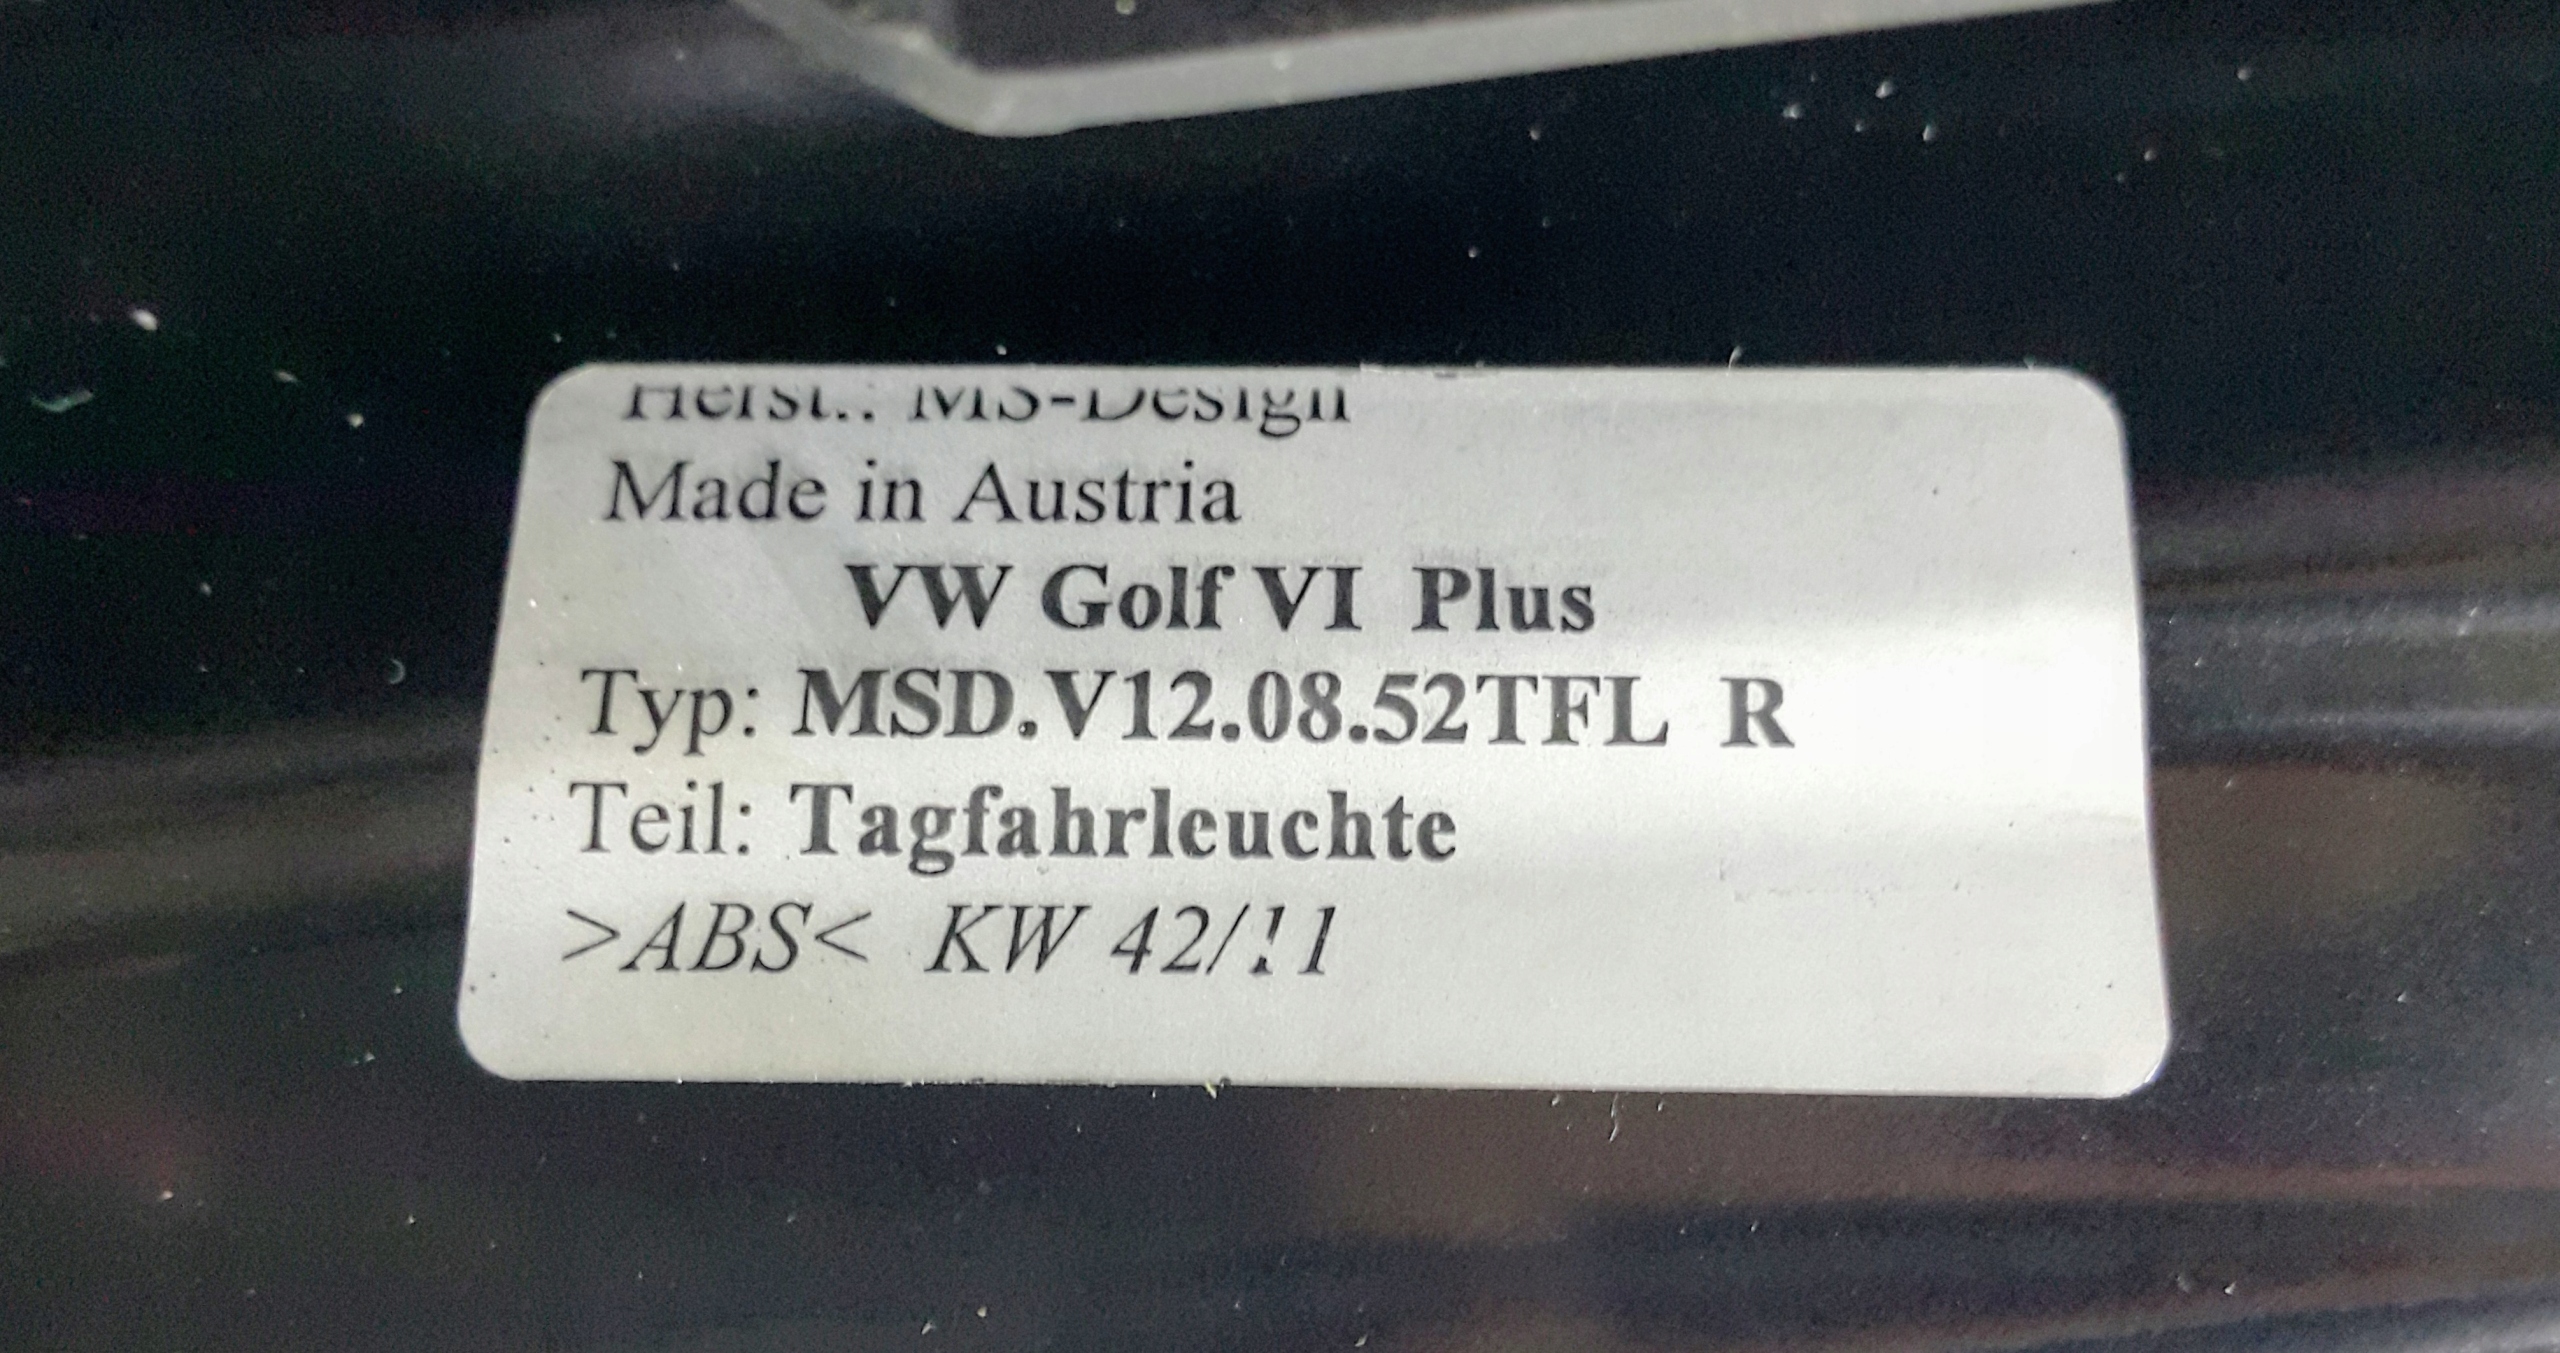 Herst.: MS-Design
Made in Austria
VW Golf VI Plus
Typ: MSD.V12.08.52TFL R
Teil: Tagfahrleuchte
>ABS< KW 42/11